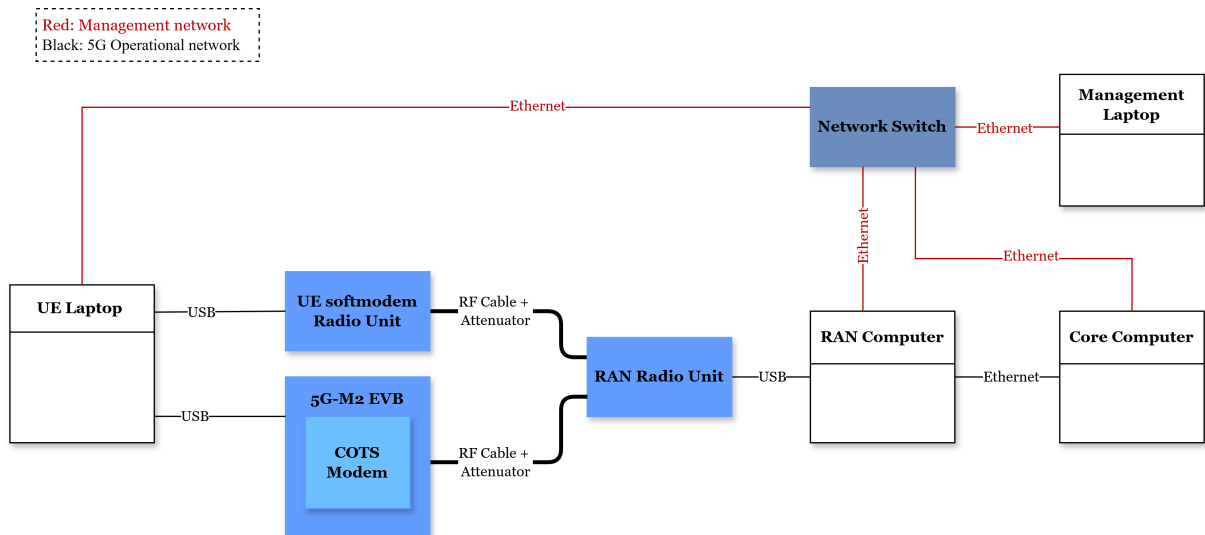 Red: Management network
Black: 5G Operational network
Ethernet
Network Switch
Ethernet
Management
Laptop
Ethernet
Ethernet
UE Laptop
USB
UE softmodem
Radio Unit
RF Cable +
Attenuator
RAN Radio Unit
USB
RAN Computer
Ethernet
Core Computer
USB
5G-M2 EVB
COTS
Modem
RF Cable +
Attenuator